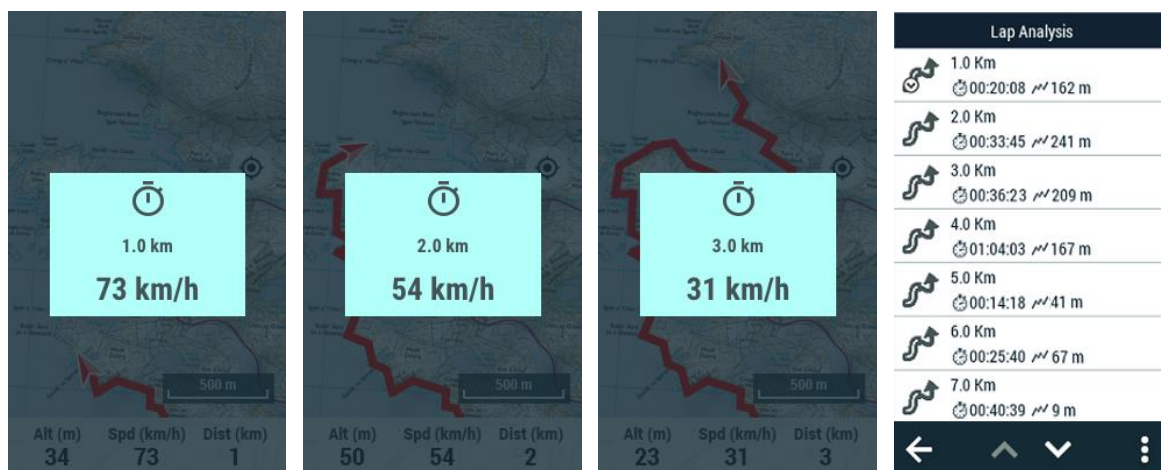 1.0 km
73 km/h
500 m
Alt (m) Spd (km/h) Dist (km)
34 73 1
2.0 km
54 km/h
500 m
Alt (m) Spd (km/h) Dist (km)
50 54 2
3.0 km
31 km/h
500 m
Alt (m) Spd (km/h) Dist (km)
23 31 3
Lap Analysis
1.0 Km
00:20:08 162 m
2.0 Km
00:33:45 241 m
3.0 Km
00:36:23 209 m
4.0 Km
01:04:03 167 m
5.0 Km
00:14:18 41 m
6.0 Km
00:25:40 67 m
7.0 Km
00:40:39 9 m